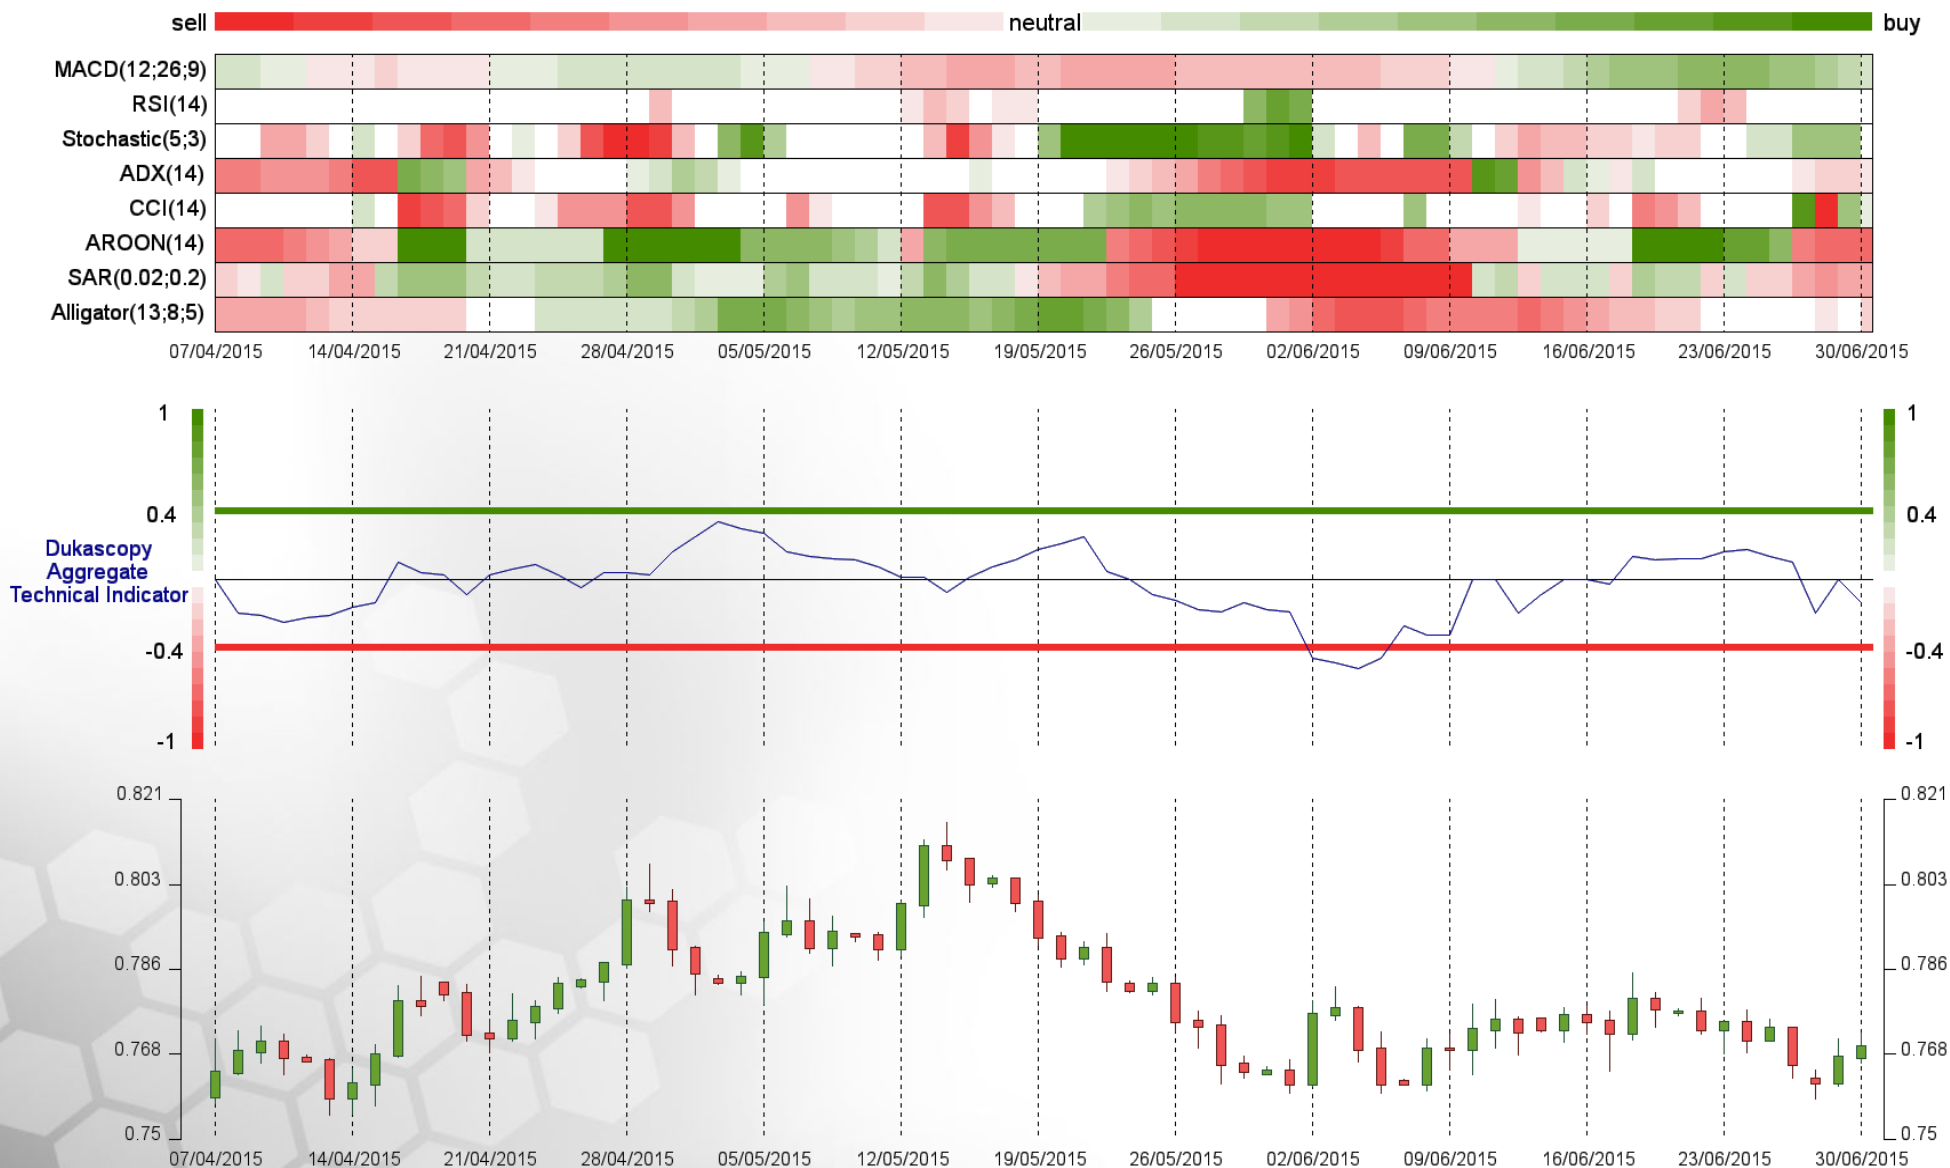 sell neutral buy
MACD(12;26;9)
RSI(14)
Stochastic(5;3)
ADX(14)
CCI(14)
AROON(14)
SAR(0.02;0.2)
Alligator(13;8;5)
07/04/2015 14/04/2015 21/04/2015 28/04/2015 05/05/2015 12/05/2015 19/05/2015 26/05/2015 02/06/2015 09/06/2015 16/06/2015 23/06/2015 30/06/2015
1 1
0.4 0.4
Dukascopy
Aggregate
Technical Indicator
-0.4 -0.4
-1 -1
0.821 0.821
0.803 0.803
0.786 0.786
0.768 0.768
0.75 0.75
07/04/2015 14/04/2015 21/04/2015 28/04/2015 05/05/2015 12/05/2015 19/05/2015 26/05/2015 02/06/2015 09/06/2015 16/06/2015 23/06/2015 30/06/2015